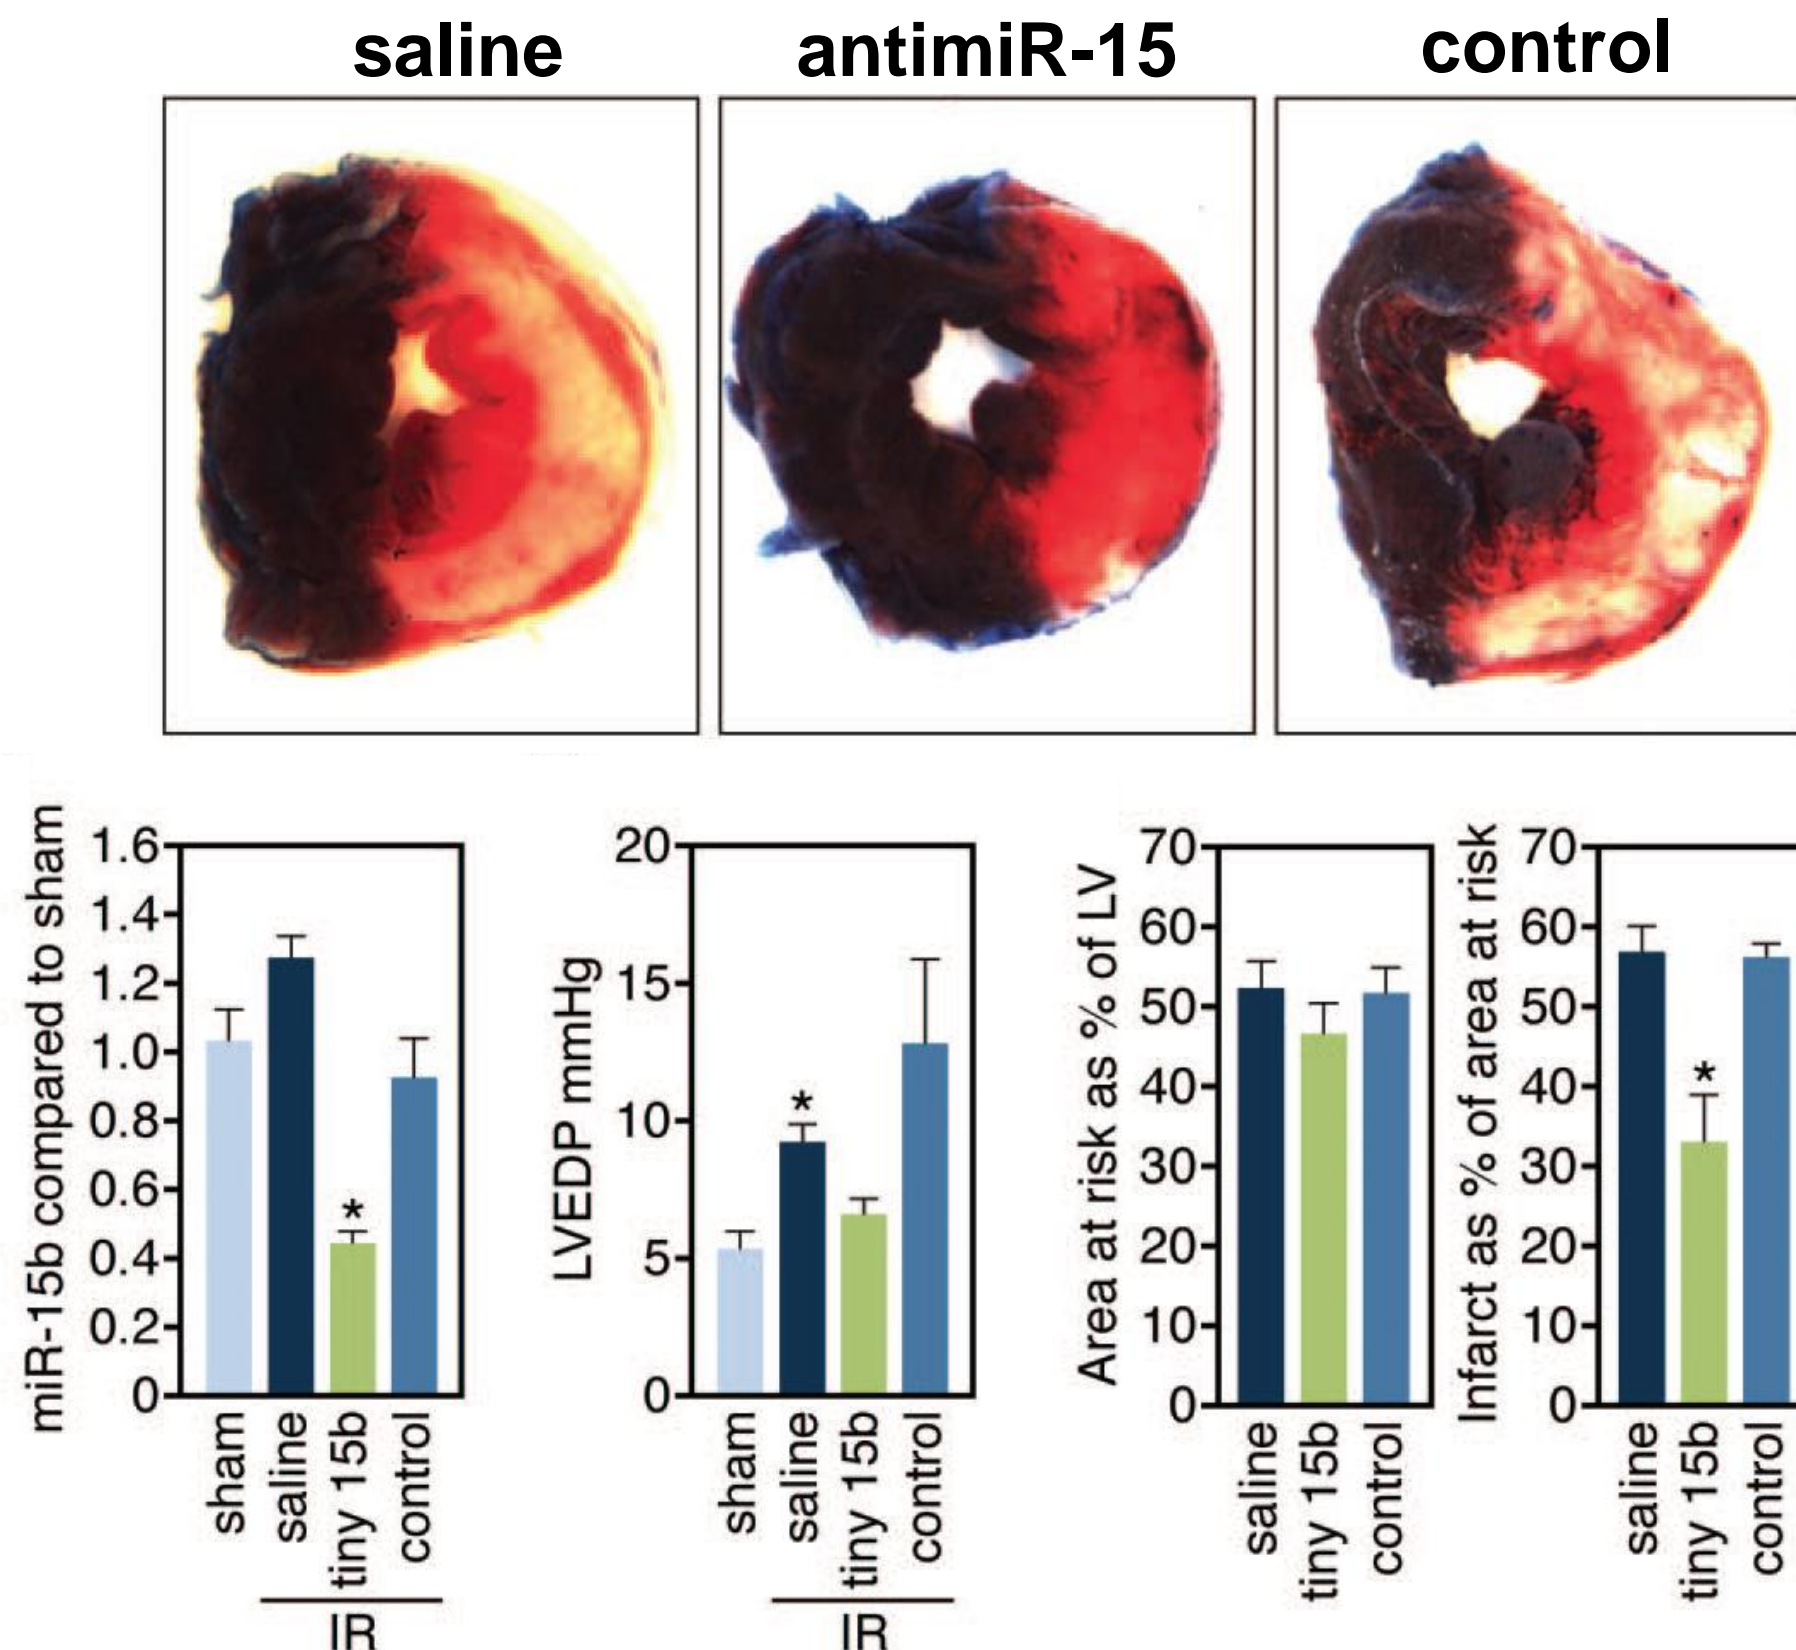 saline
antimiR-15
control
miR-15b compared to sham
1.6
1.4
1.2
1.0
0.8
0.6
0.4
0.2
0
*
sham
saline
tiny 15b
control
IR
LVEDP mmHg
20
15
10
5
0
*
sham
saline
tiny 15b
control
IR
Area at risk as % of LV
70
60
50
40
30
20
10
0
saline
tiny 15b
control
Infarct as % of area at risk
70
60
50
40
30
20
10
0
*
saline
tiny 15b
control